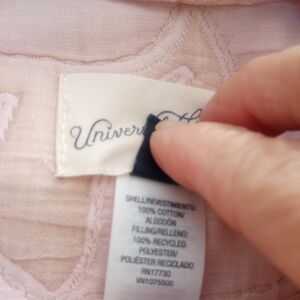 Univers
SHELL/REVESTIMIENTO:
100% COTTON/
ALGODÓN
FILLING/RELLENO:
100% RECYCLED
POLYESTER/
POLIÉSTER RECICLADO
RN17730
VN1075500